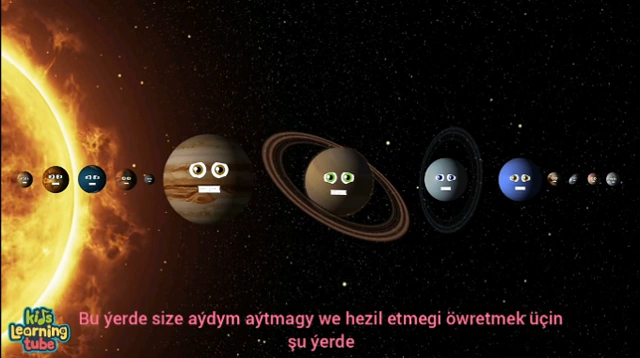 kids
Learning
tube
Bu ýerde size aýdym aýtmagy we hezil etmegi öwretmek üçin
şu ýerde